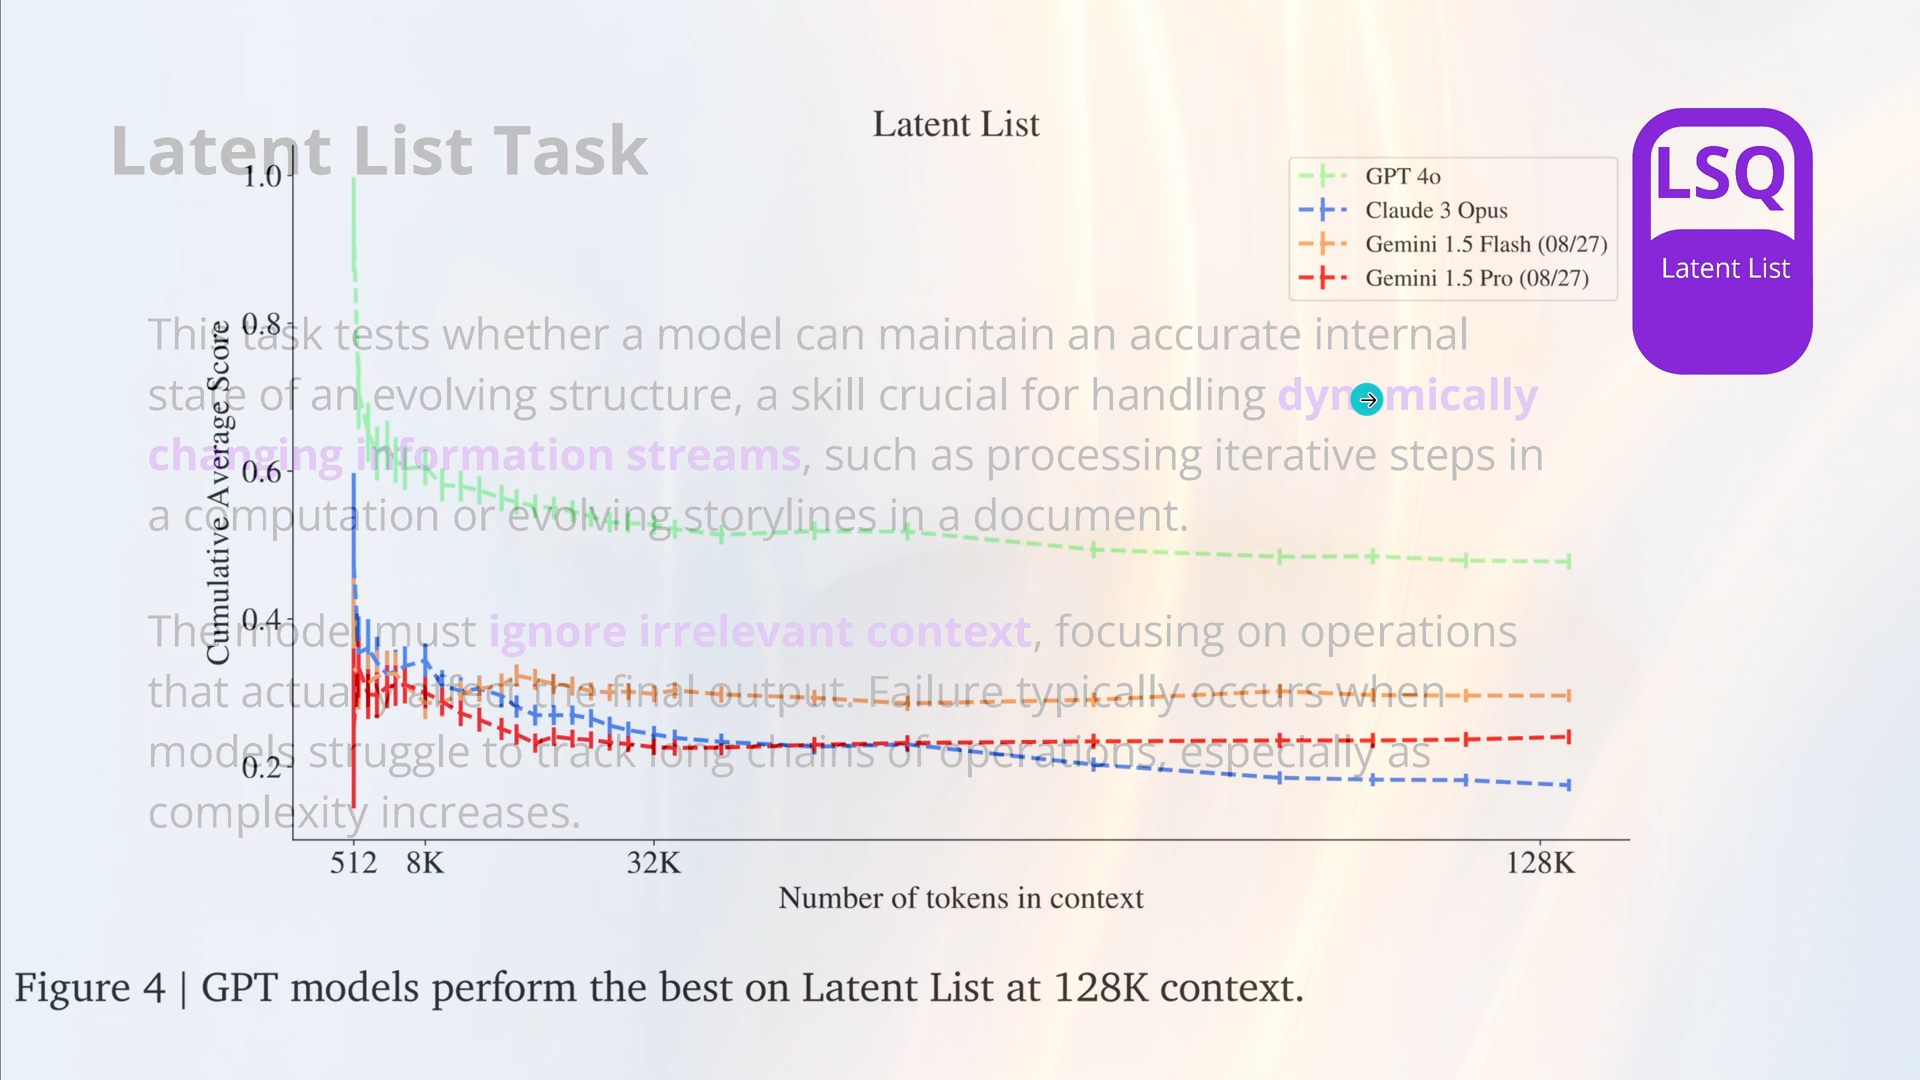 Latent List Task
Latent List
LSQ
Latent List
GPT 4o
Claude 3 Opus
Gemini 1.5 Flash (08/27)
Gemini 1.5 Pro (08/27)
This task tests whether a model can maintain an accurate internal
state of an evolving structure, a skill crucial for handling dynamically
changing information streams, such as processing iterative steps in
a computation or evolving storylines in a document.
The model must ignore irrelevant context, focusing on operations
that actually affect the final output. Failure typically occurs when
models struggle to track long chains of operations, especially as
complexity increases.
Cumulative Average Score
1.0
0.8
0.6
0.4
0.2
512 8K 32K 128K
Number of tokens in context
Figure 4 | GPT models perform the best on Latent List at 128K context.